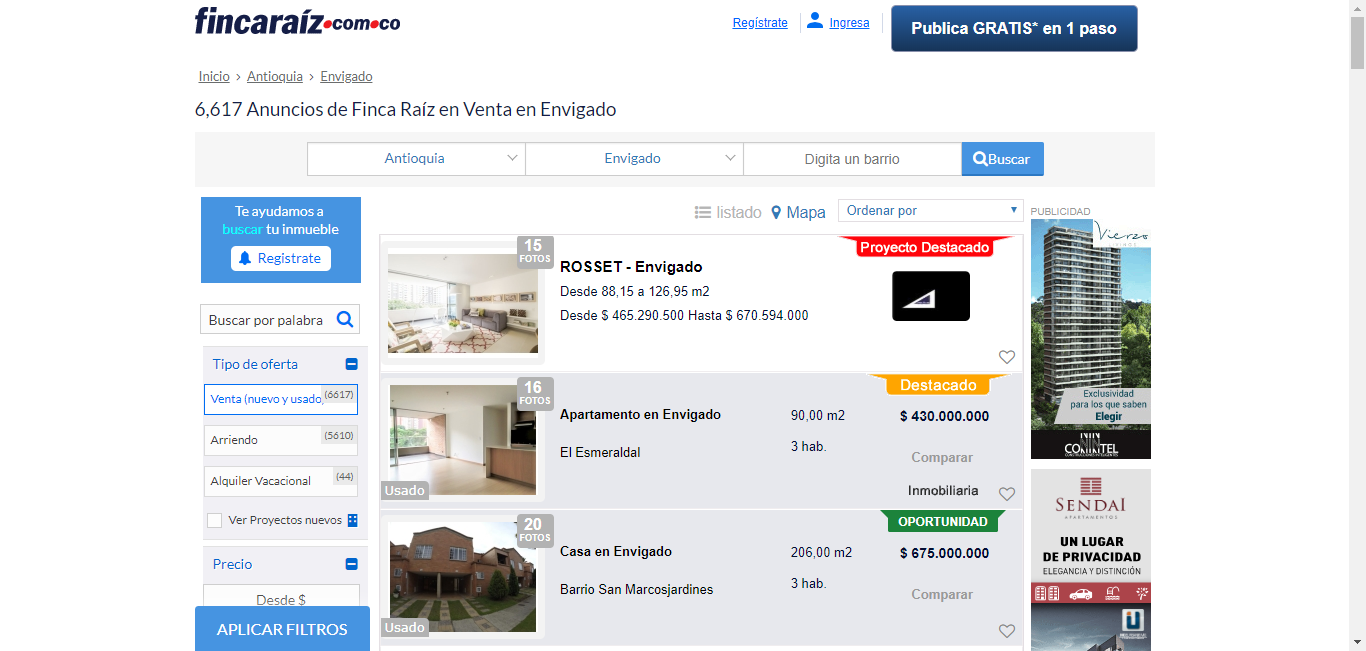 fincaraíz.com.co
Regístrate
Ingresa
Publica GRATIS* en 1 paso
Inicio › Antioquia › Envigado
6,617 Anuncios de Finca Raíz en Venta en Envigado
Antioquia
Envigado
Digita un barrio
Buscar
Te ayudamos a
buscar tu inmueble
Registrate
Buscar por palabra
Tipo de oferta
Venta (nuevo y usado)
(6617)
Arriendo
(5610)
Alquiler Vacacional
(44)
Ver Proyectos nuevos
Precio
Desde $
APLICAR FILTROS
listado
Mapa
Ordenar por
15
FOTOS
ROSSET - Envigado
Desde 88,15 a 126,95 m2
Desde $ 465.290.500 Hasta $ 670.594.000
Proyecto Destacado
16
FOTOS
Usado
Apartamento en Envigado
El Esmeraldal
90,00 m2
3 hab.
Destacado
$ 430.000.000
Comparar
Inmobiliaria
20
FOTOS
Usado
Casa en Envigado
Barrio San Marcosjardines
206,00 m2
3 hab.
OPORTUNIDAD
$ 675.000.000
Comparar
PUBLICIDAD
Vierzo
Exclusividad
para los que saben
Elegir
CONINTEL
CONSTRUCCIONES INTELIGENTES
SENDAI
APARTAMENTOS
UN LUGAR
DE PRIVACIDAD
ELEGANCIA Y DISTINCIÓN